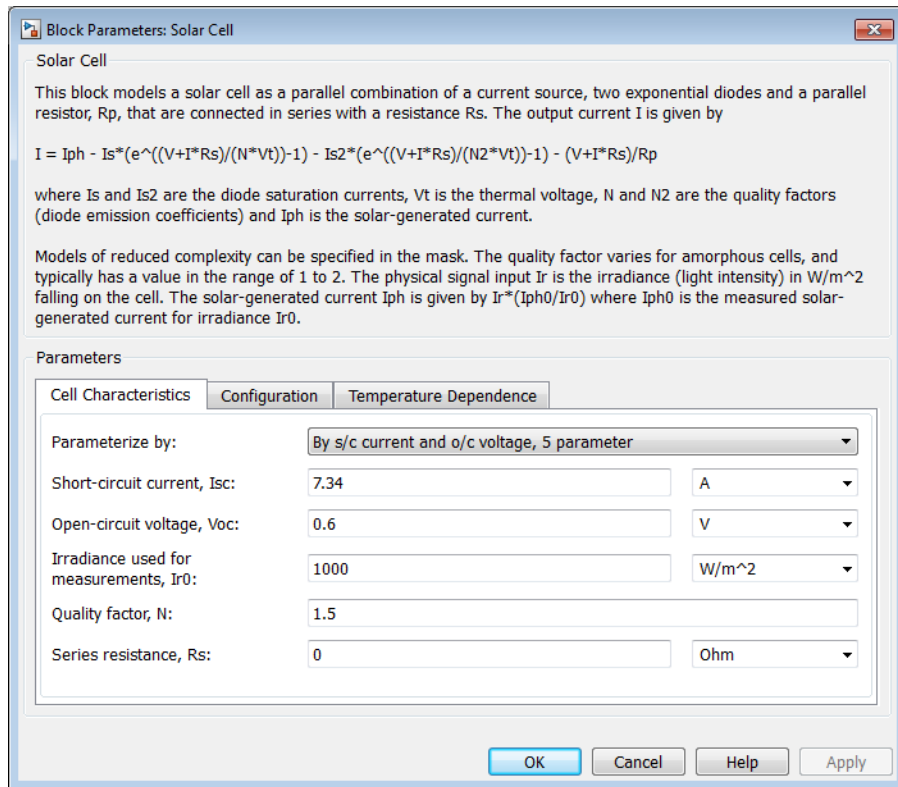 Block Parameters: Solar Cell
Solar Cell
This block models a solar cell as a parallel combination of a current source, two exponential diodes and a parallel
resistor, Rp, that are connected in series with a resistance Rs. The output current I is given by
I = Iph - Is*(e^((V+I*Rs)/(N*Vt))-1) - Is2*(e^((V+I*Rs)/(N2*Vt))-1) - (V+I*Rs)/Rp
where Is and Is2 are the diode saturation currents, Vt is the thermal voltage, N and N2 are the quality factors
(diode emission coefficients) and Iph is the solar-generated current.
Models of reduced complexity can be specified in the mask. The quality factor varies for amorphous cells, and
typically has a value in the range of 1 to 2. The physical signal input Ir is the irradiance (light intensity) in W/m^2
falling on the cell. The solar-generated current Iph is given by Ir*(Iph0/Ir0) where Iph0 is the measured solar-
generated current for irradiance Ir0.
Parameters
Cell Characteristics Configuration Temperature Dependence
Parameterize by: By s/c current and o/c voltage, 5 parameter
Short-circuit current, Isc: 7.34 A
Open-circuit voltage, Voc: 0.6 V
Irradiance used for
measurements, Ir0: 1000 W/m^2
Quality factor, N: 1.5
Series resistance, Rs: 0 Ohm
OK Cancel Help Apply